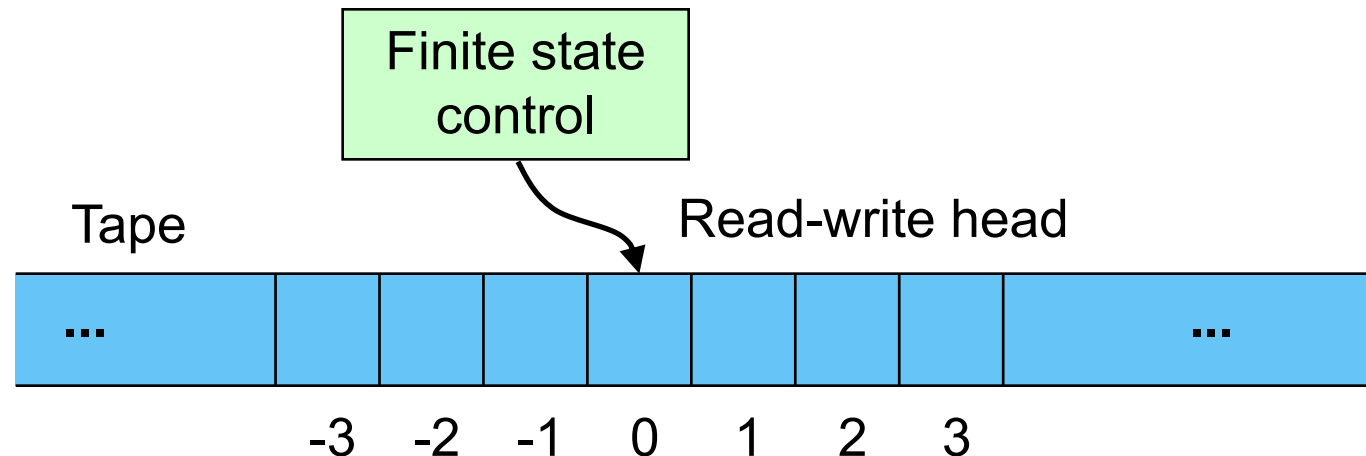 Finite state
control
Tape
Read-write head
... ...
-3 -2 -1 0 1 2 3